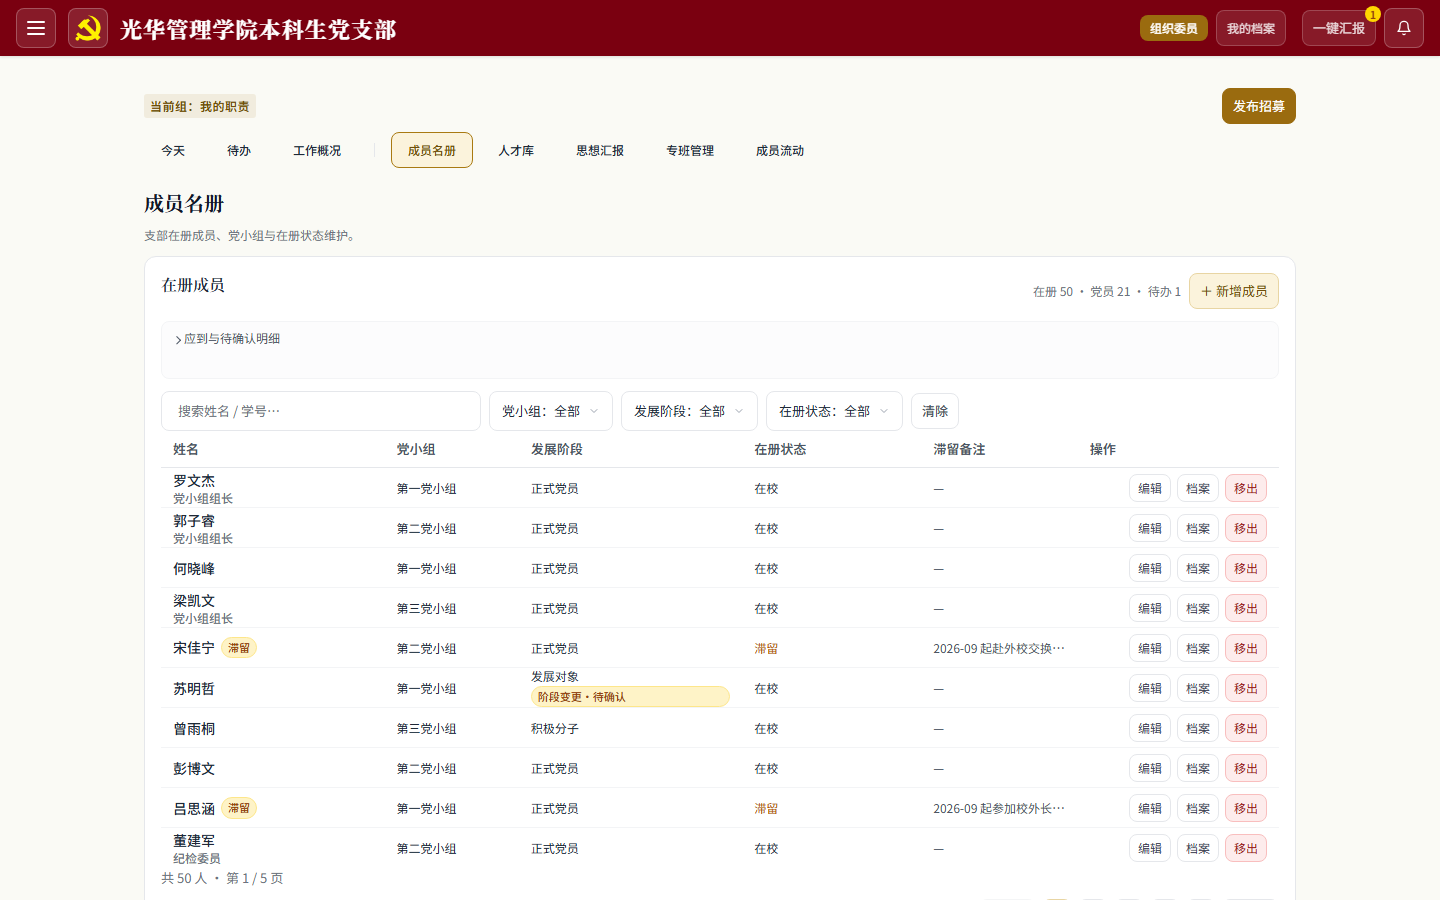 光华管理学院本科生党支部
组织委员
我的档案
一键汇报
1
当前组：我的职责
发布招募
今天 待办 工作概况 成员名册 人才库 思想汇报 专班管理 成员流动
成员名册
支部在册成员、党小组与在册状态维护。
在册成员
在册 50 · 党员 21 · 待办 1
+ 新增成员
应到与待确认明细
搜索姓名 / 学号…
党小组：全部
发展阶段：全部
在册状态：全部
清除
姓名 党小组 发展阶段 在册状态 滞留备注 操作
罗文杰
党小组组长
第一党小组 正式党员 在校 — 编辑 档案 移出
郭子睿
党小组组长
第二党小组 正式党员 在校 — 编辑 档案 移出
何晓峰 第一党小组 正式党员 在校 — 编辑 档案 移出
梁凯文
党小组组长
第三党小组 正式党员 在校 — 编辑 档案 移出
宋佳宁 滞留 第二党小组 正式党员 滞留 2026-09 起赴外校交换… 编辑 档案 移出
苏明哲 第一党小组 发展对象
阶段变更·待确认
在校 — 编辑 档案 移出
曾雨桐 第三党小组 积极分子 在校 — 编辑 档案 移出
彭博文 第二党小组 正式党员 在校 — 编辑 档案 移出
吕思涵 滞留 第一党小组 正式党员 滞留 2026-09 起参加校外长… 编辑 档案 移出
董建军
纪检委员
第二党小组 正式党员 在校 — 编辑 档案 移出
共 50 人 · 第 1 / 5 页